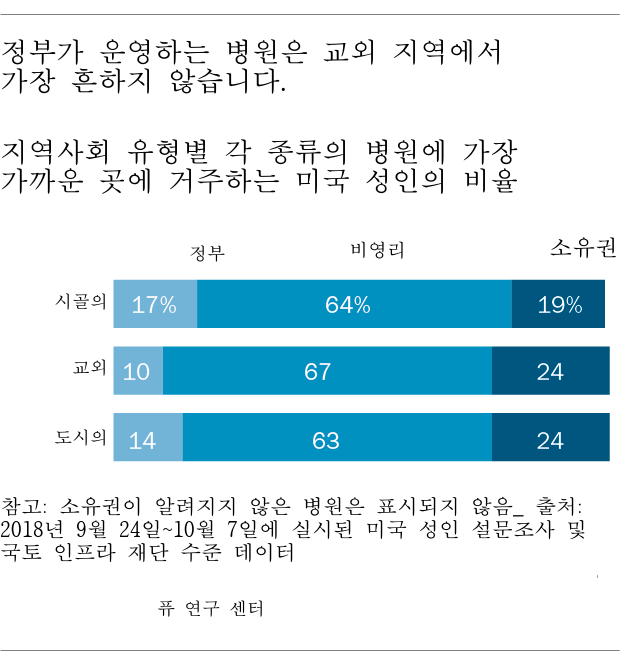 정부가 운영하는 병원은 교외 지역에서
가장 흔하지 않습니다.
지역사회 유형별 각 종류의 병원에 가장
가까운 곳에 거주하는 미국 성인의 비율
정부 비영리 소유권
시골의 17% 64% 19%
교외 10 67 24
도시의 14 63 24
참고: 소유권이 알려지지 않은 병원은 표시되지 않음_ 출처:
2018년 9월 24일~10월 7일에 실시된 미국 성인 설문조사 및
국토 인프라 재단 수준 데이터
퓨 연구 센터